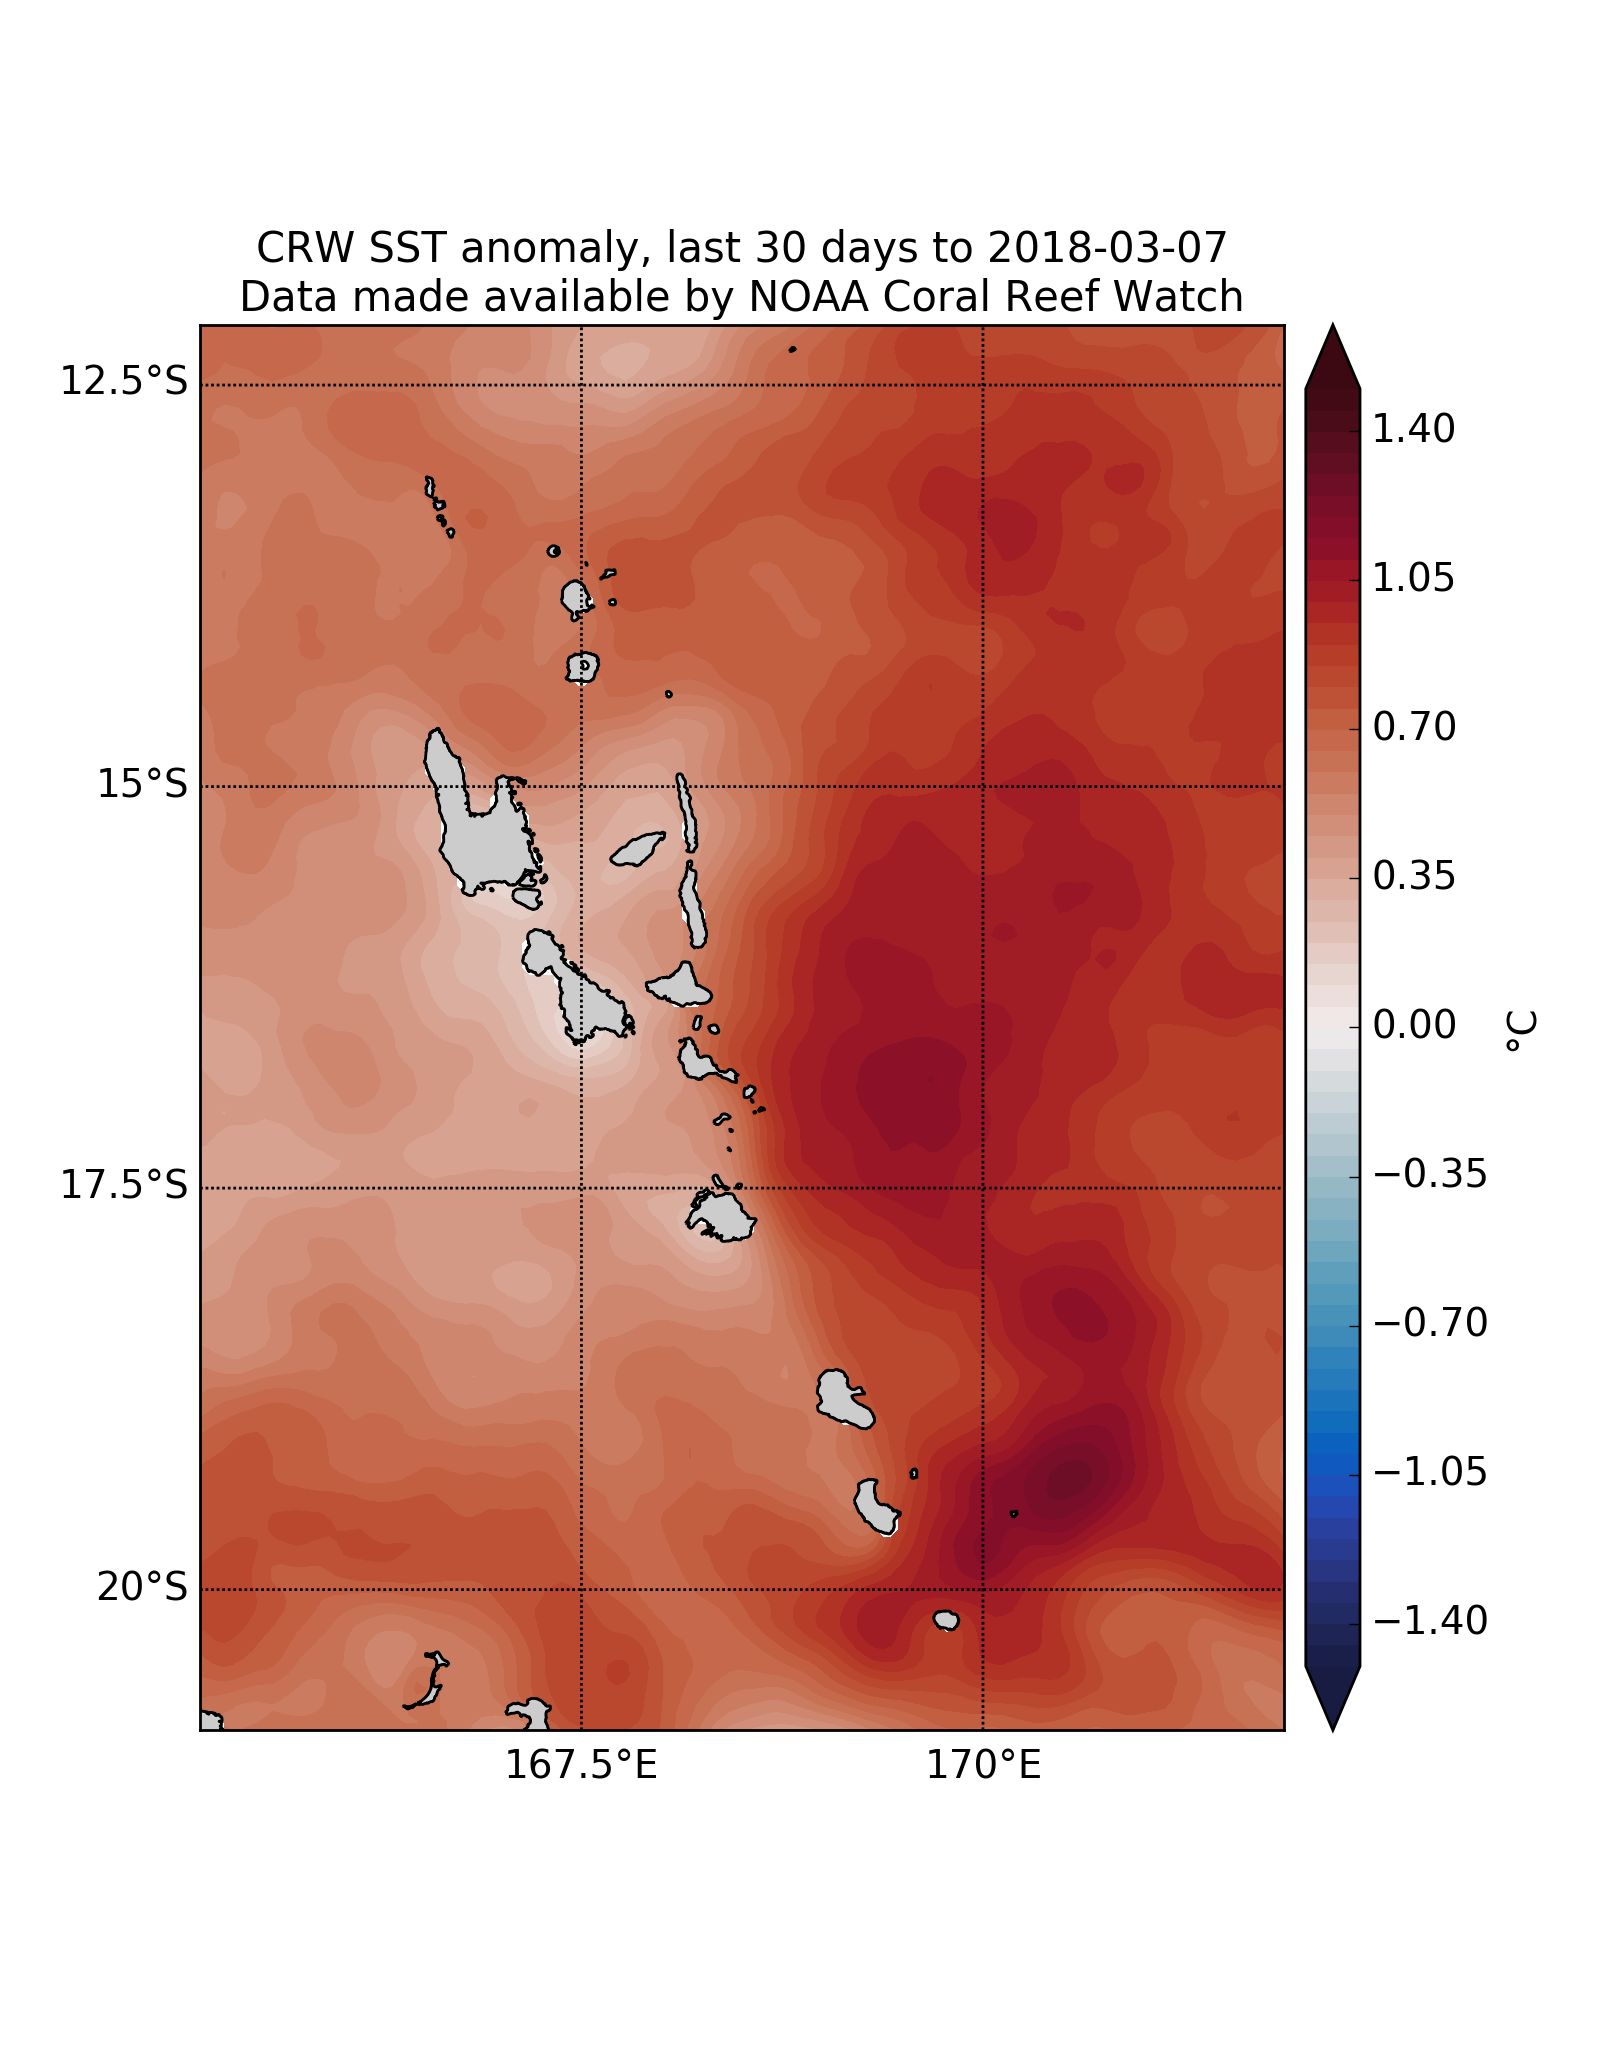 CRW SST anomaly, last 30 days to 2018-03-07
Data made available by NOAA Coral Reef Watch
12.5°S
15°S
17.5°S
20°S
167.5°E
170°E
1.40
1.05
0.70
0.35
0.00
−0.35
−0.70
−1.05
−1.40
°C